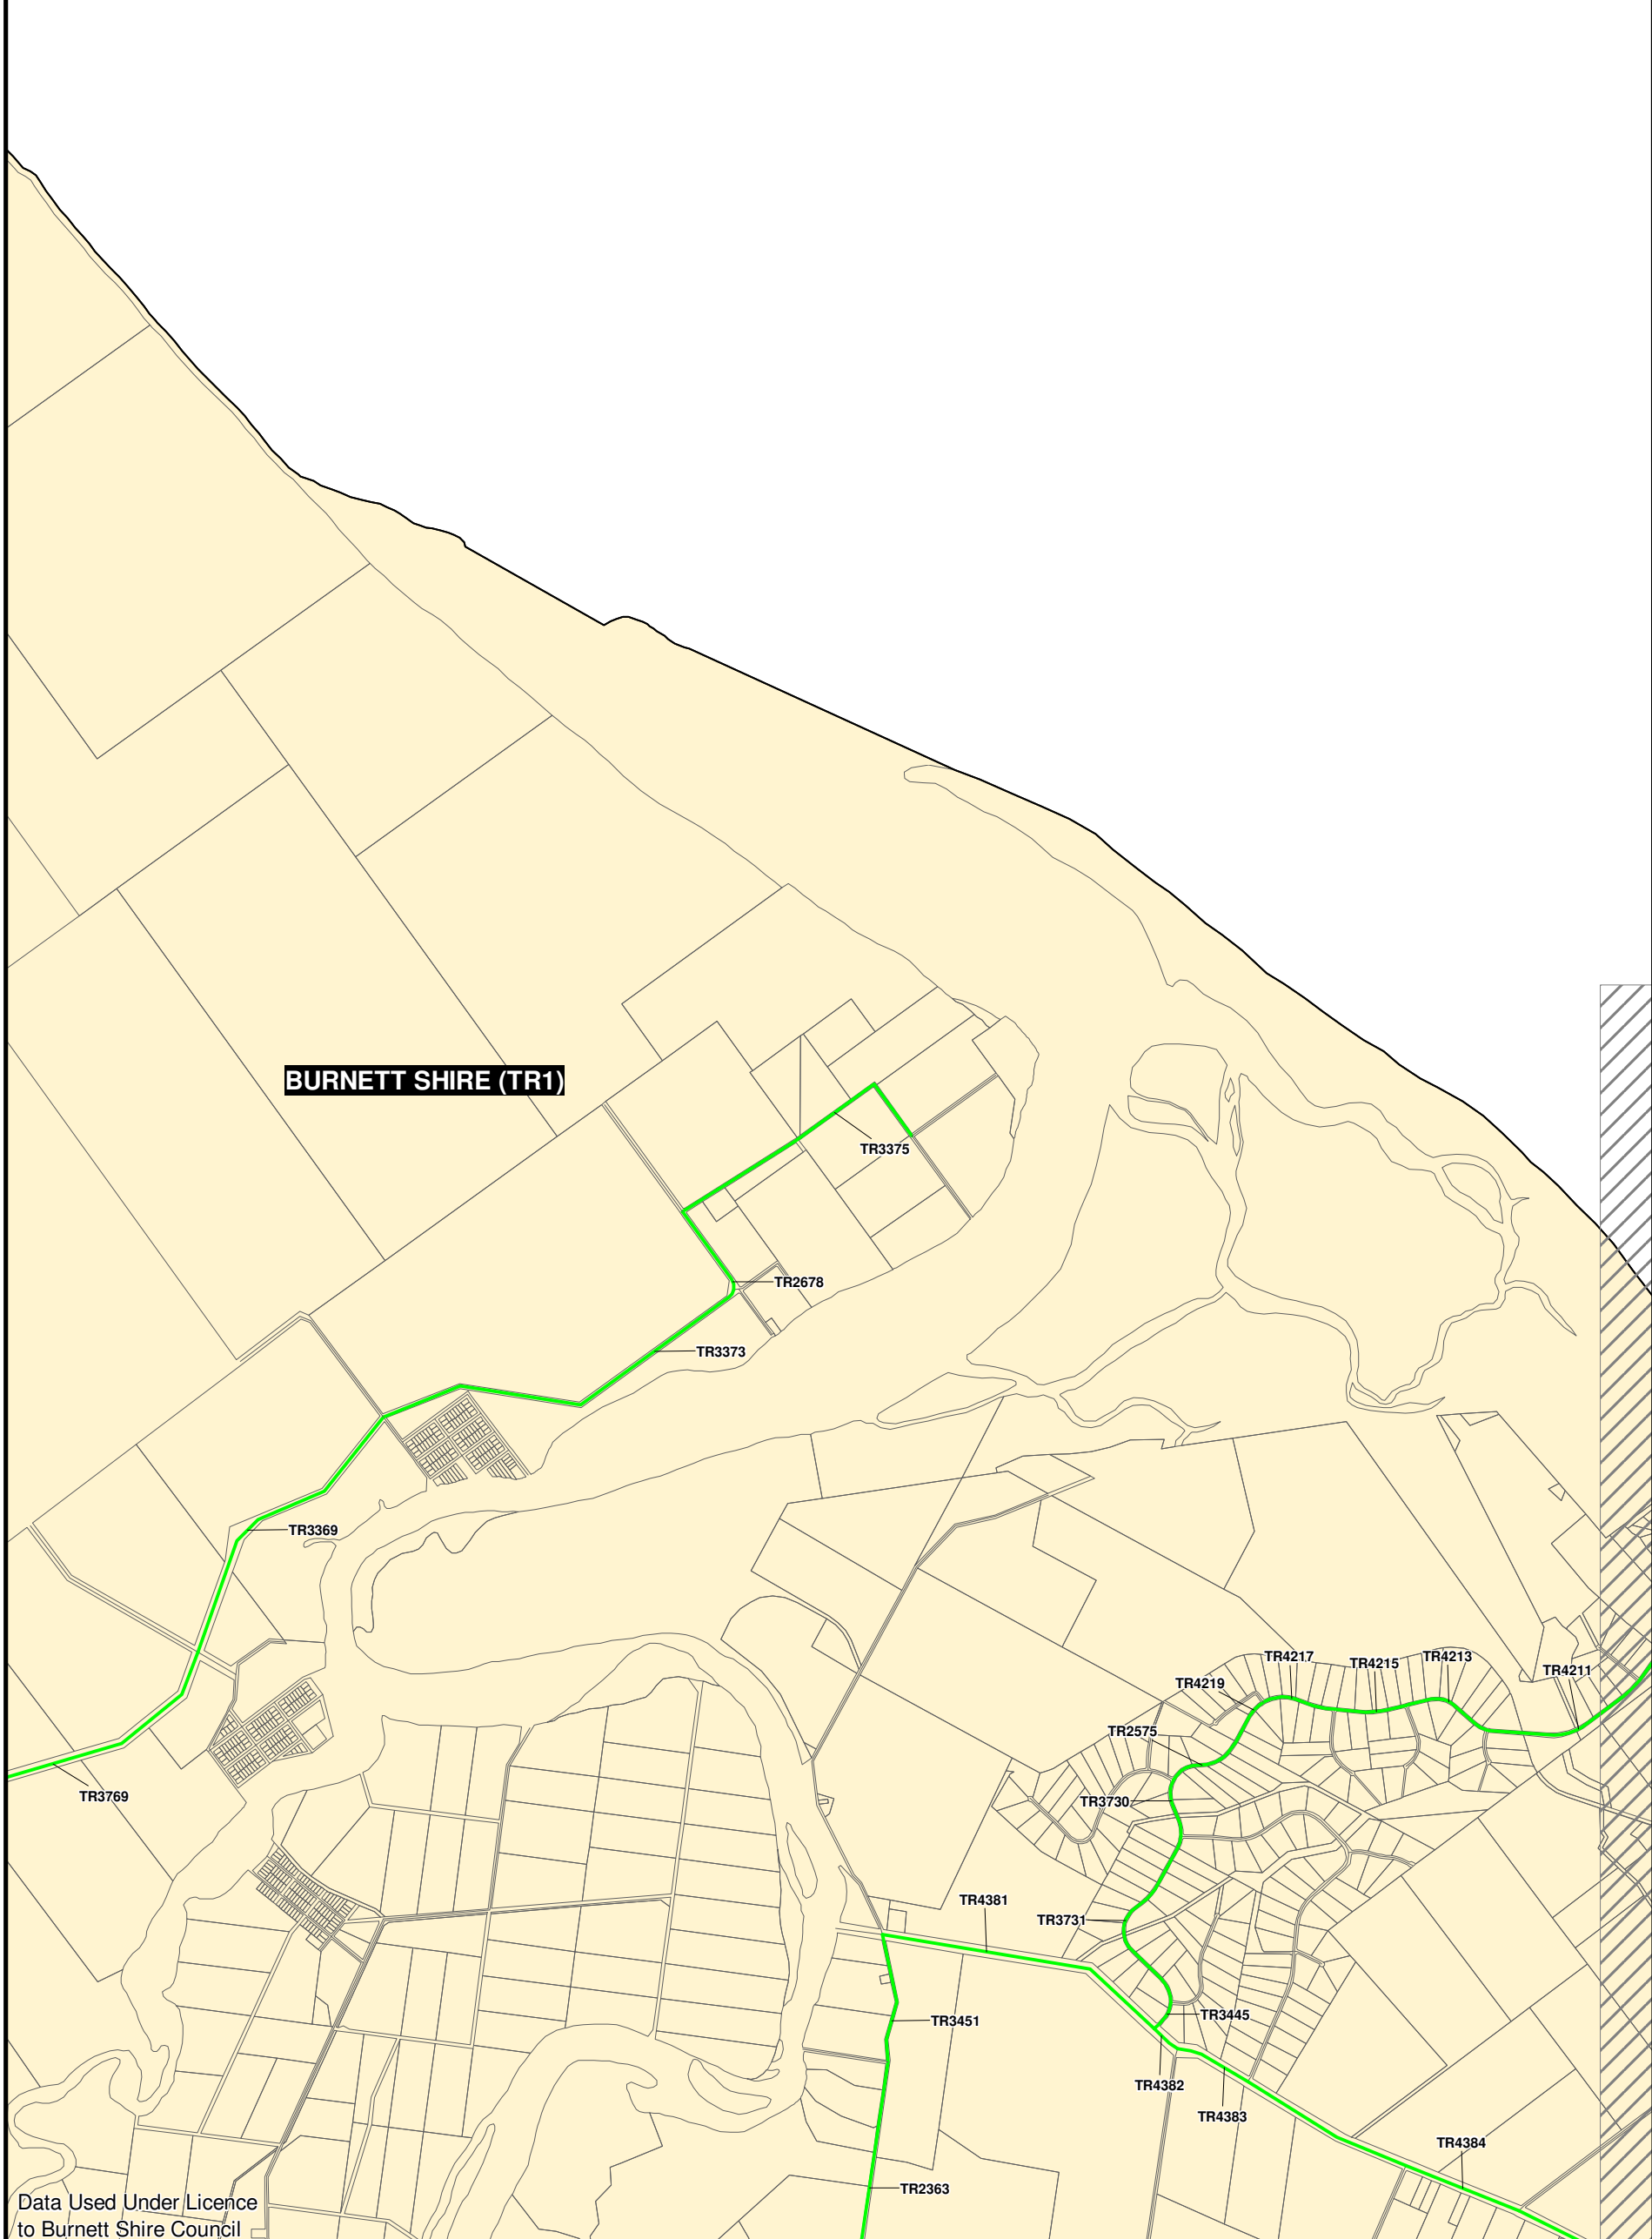 BURNETT SHIRE (TR1)
TR3375
TR2678
TR3373
TR3369
TR4217
TR4215
TR4213
TR4211
TR4219
TR2575
TR3769
TR3730
TR4381
TR3731
TR3445
TR3451
TR4382
TR4383
TR4384
TR2363
Data Used Under Licence
to Burnett Shire Council